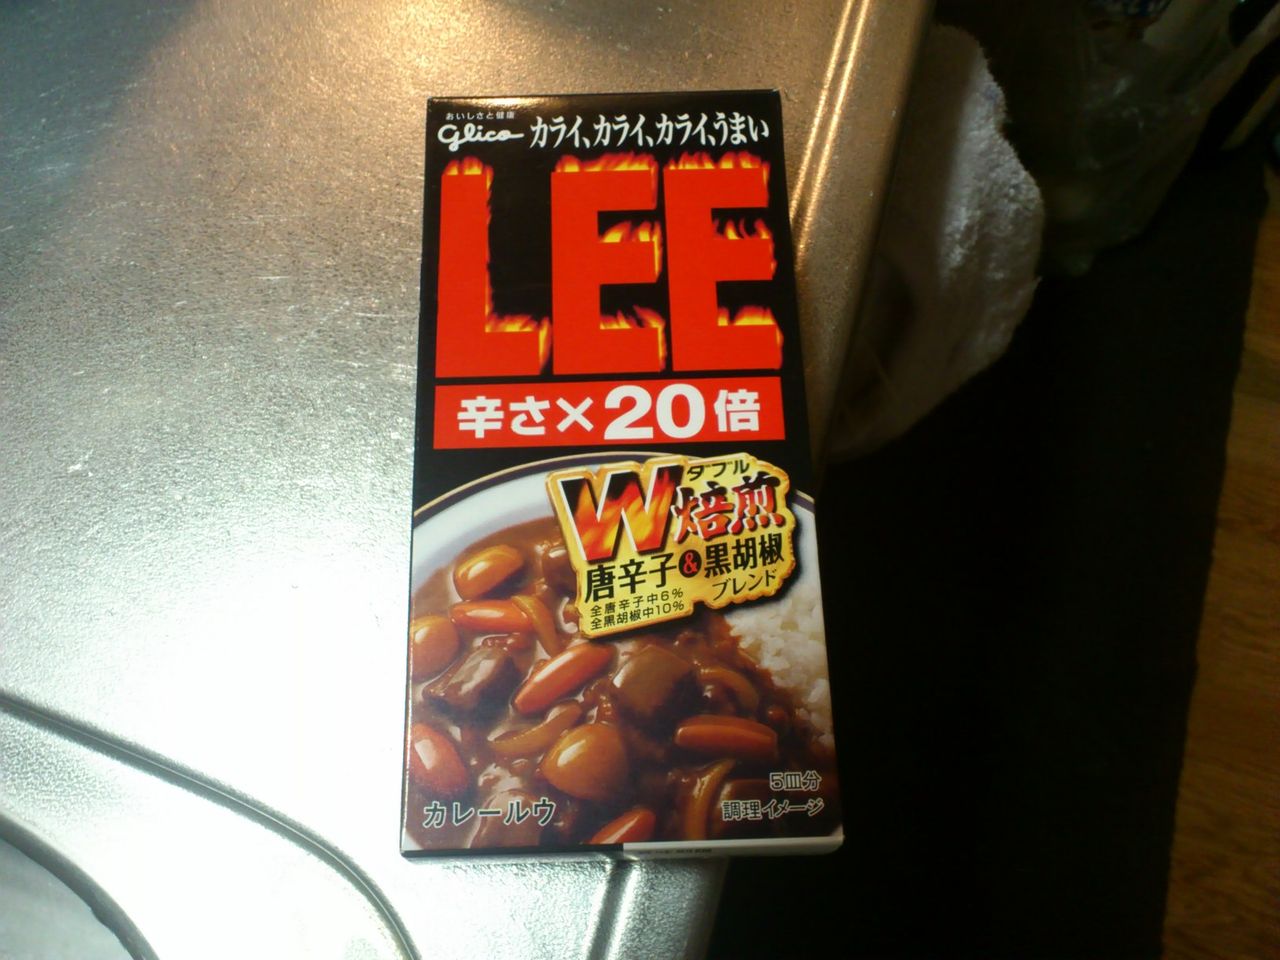 おいしさと健康
glico カライ、カライ、カライ、うまい
LEE
辛さ×20倍
ダブル
W焙煎
唐辛子&黒胡椒
ブレンド
全唐辛子中6%
全黒胡椒中10%
5皿分
カレールウ 調理イメージ